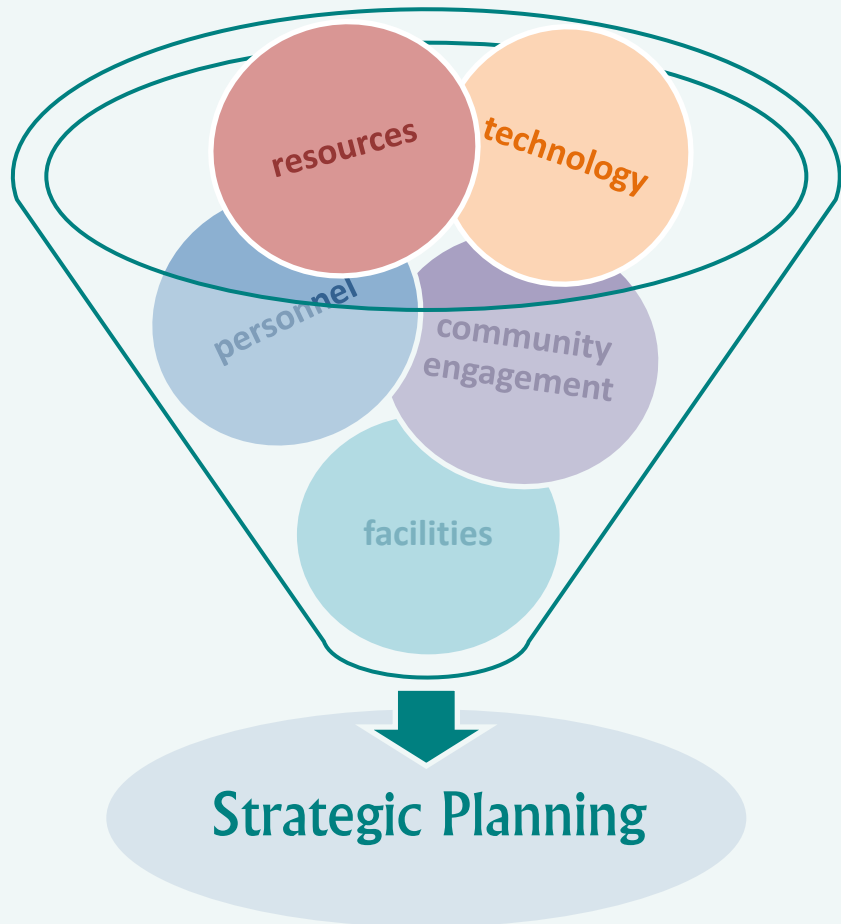 resources
technology
personnel
community
engagement
facilities
Strategic Planning